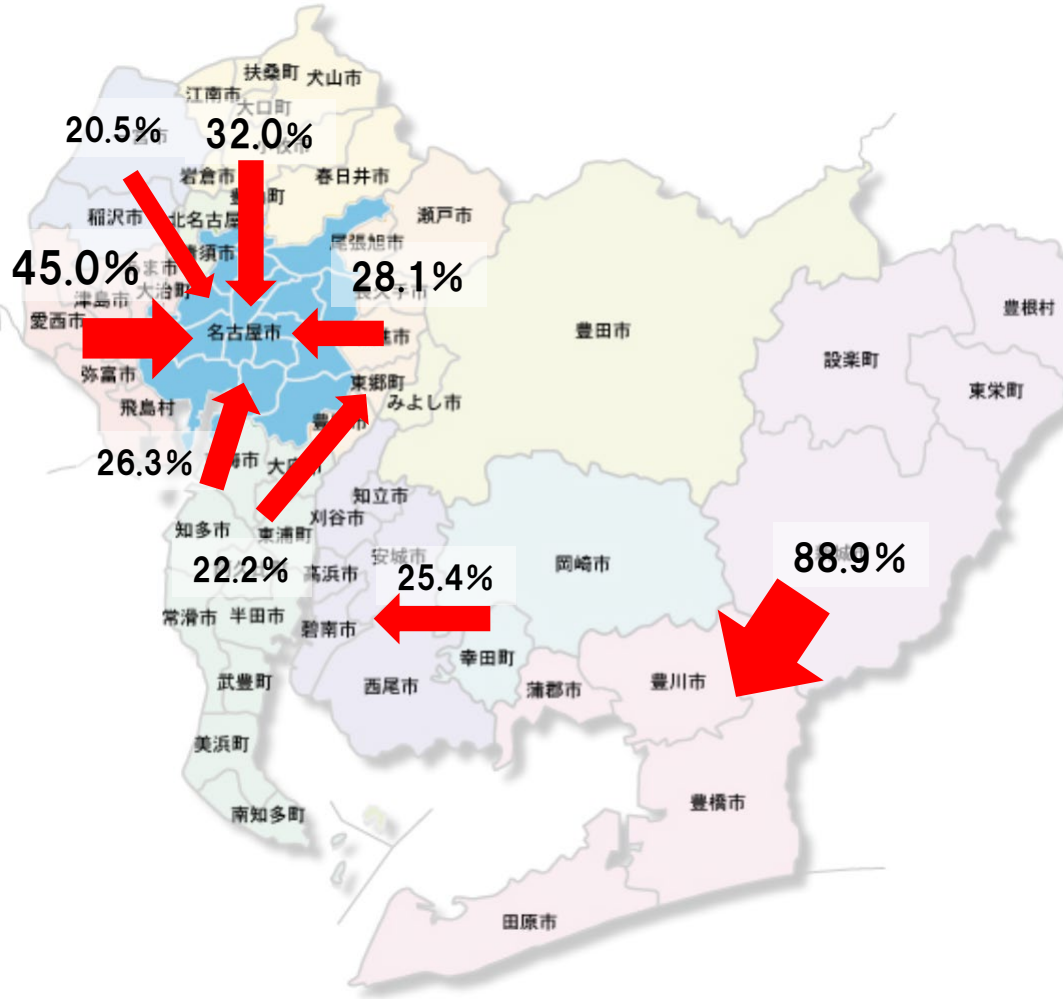 扶桑町
犬山市
江南市
大口町
20.5%
32.0%
岩倉市
春日井市
稲沢市
北名古屋
瀬戸市
尾張旭市
45.0%
28.1%
津島市
大治町
愛西市
名古屋市
豊田市
豊根村
設楽町
東栄町
弥富市
東郷町
みよし市
飛島村
26.3%
知立市
刈谷市
知多市
東浦町
安城市
岡崎市
88.9%
22.2%
高浜市
25.4%
常滑市
半田市
碧南市
幸田町
西尾市
武豊町
蒲郡市
豊川市
美浜町
豊橋市
南知多町
田原市